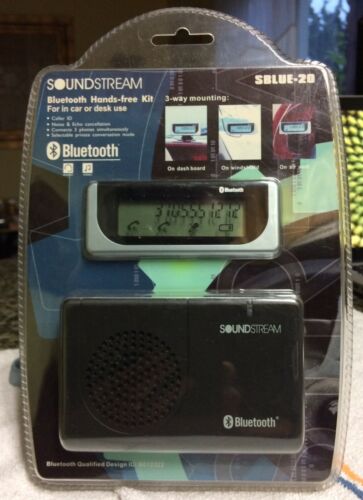 SOUNDSTREAM
SBLUE-20
Bluetooth Hands-free Kit
For in car or desk use
3-way mounting:
• Caller ID
• Noise & Echo cancellation
• Connects 3 phones simultaneously
• Selectable private conversation mode
Bluetooth
On dash board
On windshield
On air
Bluetooth
SOUNDSTREAM
Bluetooth
Bluetooth Qualified Design ID: